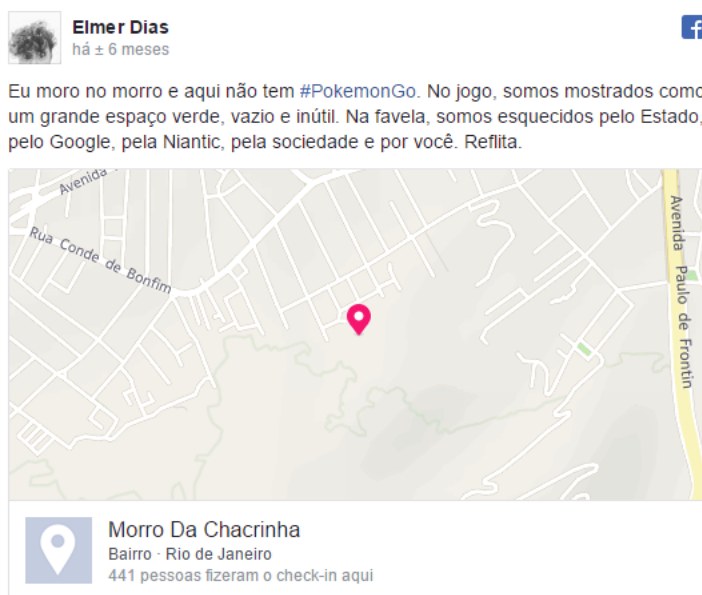 Elmer Dias
há ± 6 meses
Eu moro no morro e aqui não tem #PokemonGo. No jogo, somos mostrados como
um grande espaço verde, vazio e inútil. Na favela, somos esquecidos pelo Estado,
pelo Google, pela Niantic, pela sociedade e por você. Reflita.
Avenida
Rua Conde de Bonfim
Avenida Paulo de Frontin
Morro Da Chacrinha
Bairro · Rio de Janeiro
441 pessoas fizeram o check-in aqui